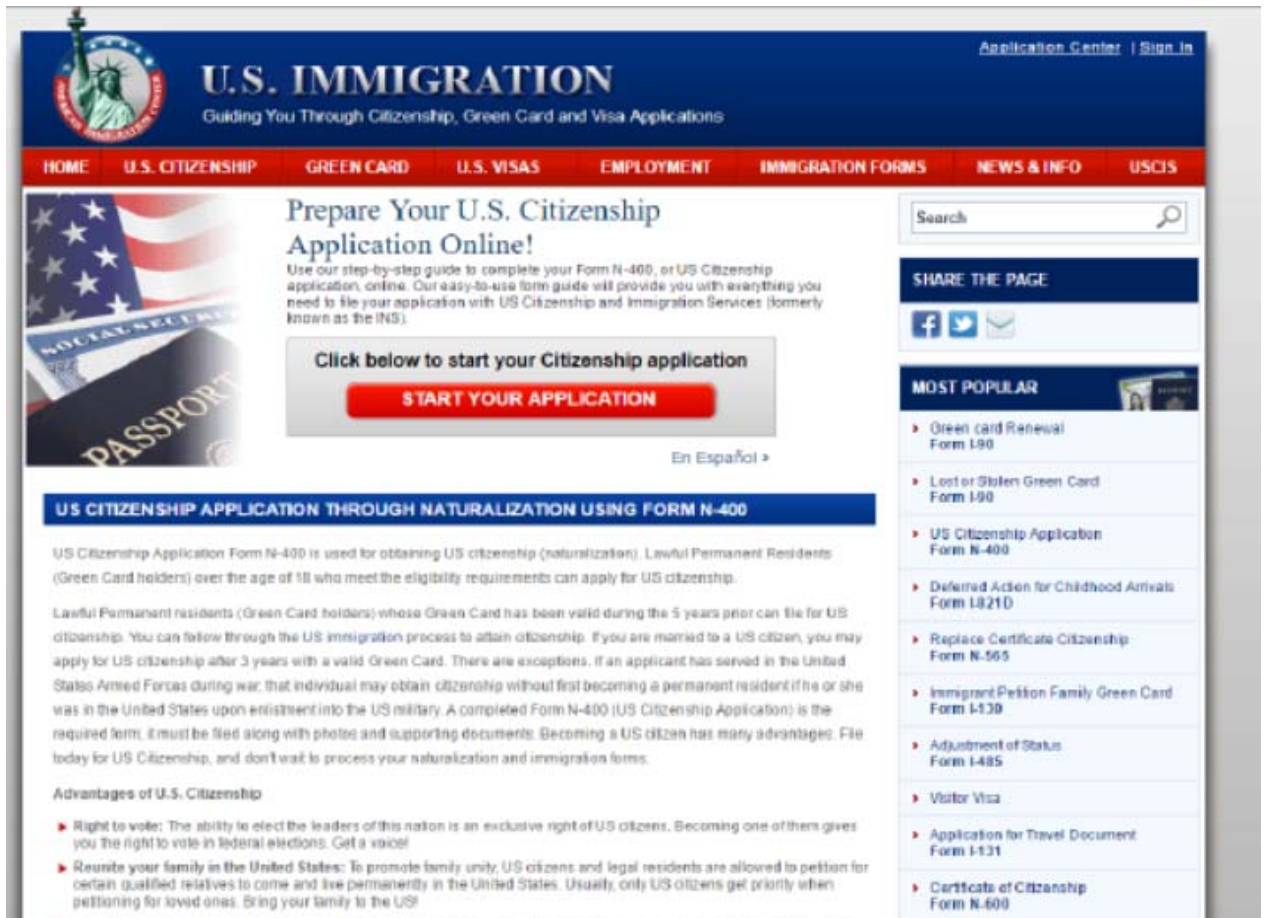 Application Center | Sign In
AMERICAN IMMIGRATION CENTER
U.S. IMMIGRATION
Guiding You Through Citizenship, Green Card and Visa Applications
HOME U.S. CITIZENSHIP GREEN CARD U.S. VISAS EMPLOYMENT IMMIGRATION FORMS NEWS & INFO USCIS
SOCIAL SECURI
PASSPORT
Prepare Your U.S. Citizenship
Application Online!
Use our step-by-step guide to complete your Form N-400, or US Citizenship
application, online. Our easy-to-use form guide will provide you with everything you
need to file your application with US Citizenship and Immigration Services (formerly
known as the INS).
Click below to start your Citizenship application
START YOUR APPLICATION
En Español »
US CITIZENSHIP APPLICATION THROUGH NATURALIZATION USING FORM N-400
US Citizenship Application Form N-400 is used for obtaining US citizenship (naturalization). Lawful Permanent Residents
(Green Card holders) over the age of 18 who meet the eligibility requirements can apply for US citizenship.
Lawful Permanent residents (Green Card holders) whose Green Card has been valid during the 5 years prior can file for US
citizenship. You can follow through the US immigration process to attain citizenship. If you are married to a US citizen, you may
apply for US citizenship after 3 years with a valid Green Card. There are exceptions. If an applicant has served in the United
States Armed Forces during war, that individual may obtain citizenship without first becoming a permanent resident if he or she
was in the United States upon enlistment into the US military. A completed Form N-400 (US Citizenship Application) is the
required form; it must be filed along with photos and supporting documents. Becoming a US citizen has many advantages. File
today for US Citizenship, and don't wait to process your naturalization and immigration forms.
Advantages of U.S. Citizenship
Right to vote: The ability to elect the leaders of this nation is an exclusive right of US citizens. Becoming one of them gives
you the right to vote in federal elections. Get a voice!
Reunite your family in the United States: To promote family unity, US citizens and legal residents are allowed to petition for
certain qualified relatives to come and live permanently in the United States. Usually, only US citizens get priority when
petitioning for loved ones. Bring your family to the US!
Search
SHARE THE PAGE
MOST POPULAR
Green card Renewal
Form I-90
Lost or Stolen Green Card
Form I-90
US Citizenship Application
Form N-400
Deferred Action for Childhood Arrivals
Form I-821D
Replace Certificate Citizenship
Form N-565
Immigrant Petition Family Green Card
Form I-130
Adjustment of Status
Form I-485
Visitor Visa
Application for Travel Document
Form I-131
Certificate of Citizenship
Form N-600